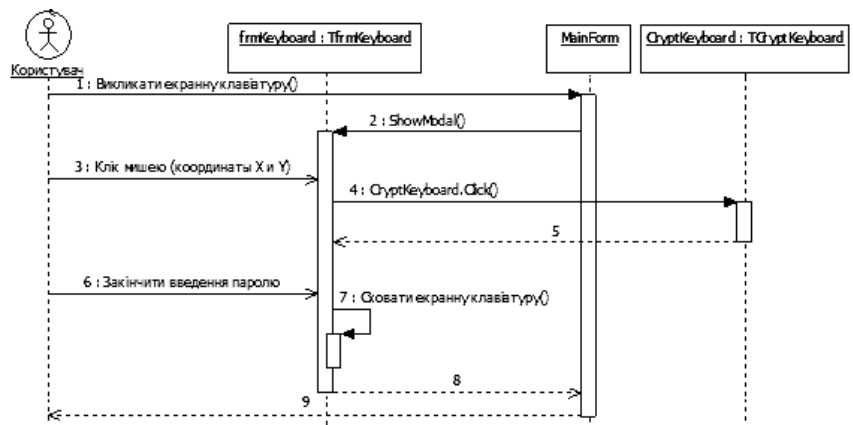 frmKeyboard : TfrmKeyboard
MainForm
CryptKeyboard : TCryptKeyboard
Користувач
1 : Викликати екранну клавіатуру()
2 : ShowModal()
3 : Клік мишею (координаты X и Y)
4 : CryptKeyboard.Click()
5
6 : Закінчити введення паролю
7 : Сховати екранну клавіатуру()
8
9